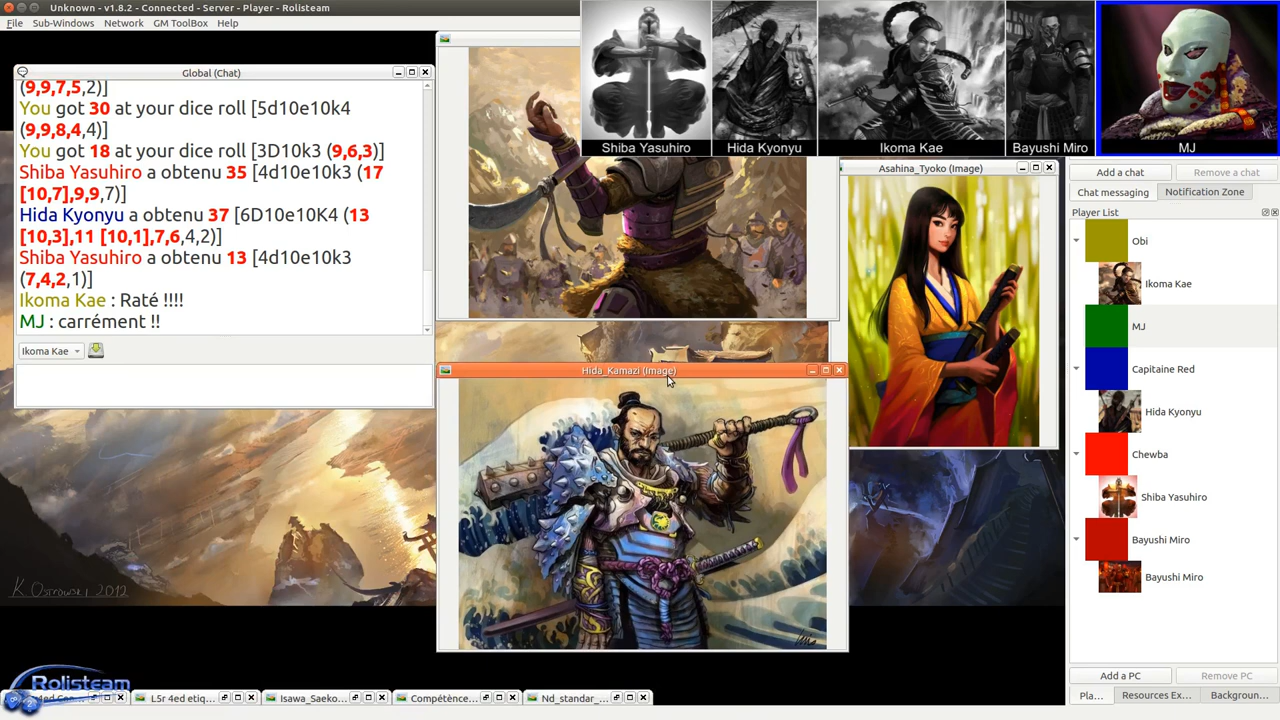 Unknown - v1.8.2 - Connected - Server - Player - Rolisteam
File Sub-Windows Network GM ToolBox Help
Global (Chat)
(9,9,7,5,2)]
You got 30 at your dice roll [5d10e10k4
(9,9,8,4,4)]
You got 18 at your dice roll [3D10k3 (9,6,3)]
Shiba Yasuhiro a obtenu 35 [4d10e10k3 (17
[10,7],9,9,7)]
Hida Kyonyu a obtenu 37 [6D10e10K4 (13
[10,3],11 [10,1],7,6,4,2)]
Shiba Yasuhiro a obtenu 13 [4d10e10k3
(7,4,2,1)]
Ikoma Kae : Raté !!!!
MJ : carrément !!
Ikoma Kae
Shiba Yasuhiro
Hida Kyonyu
Ikoma Kae
Bayushi Miro
MJ
Asahina_Tyoko (Image)
Hida_Kamazi (Image)
Add a chat
Remove a chat
Chat messaging
Notification Zone
Player List
Obi
Ikoma Kae
MJ
Capitaine Red
Hida Kyonyu
Chewba
Shiba Yasuhiro
Bayushi Miro
Bayushi Miro
Add a PC
Remove PC
Pla...
Resources Ex...
Backgroun...
K Ostrowski 2012
Rolisteam
L5r 4ed etiq...
Isawa_Saeko...
Compétence...
Nd_standar_...